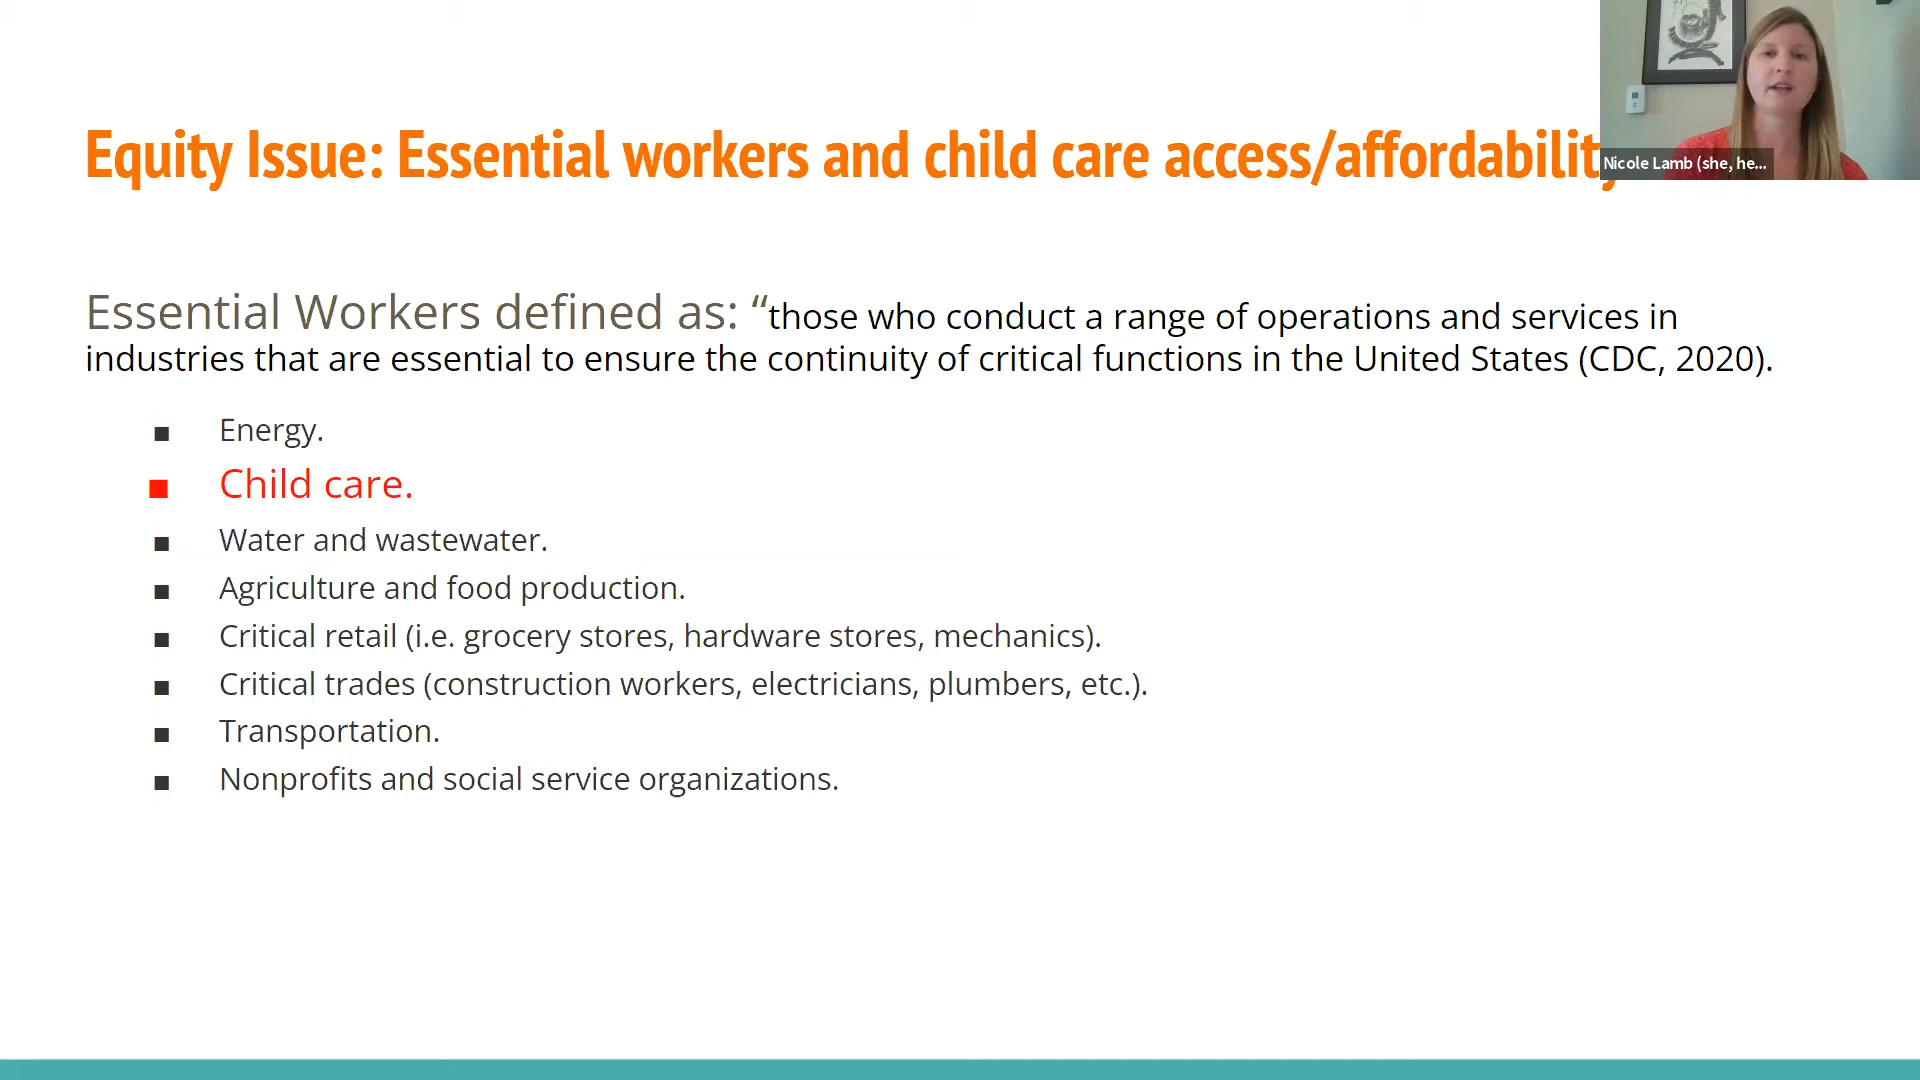 Equity Issue: Essential workers and child care access/affordability
Nicole Lamb (she, he...
Essential Workers defined as: “those who conduct a range of operations and services in
industries that are essential to ensure the continuity of critical functions in the United States (CDC, 2020).
■ Energy.
■ Child care.
■ Water and wastewater.
■ Agriculture and food production.
■ Critical retail (i.e. grocery stores, hardware stores, mechanics).
■ Critical trades (construction workers, electricians, plumbers, etc.).
■ Transportation.
■ Nonprofits and social service organizations.